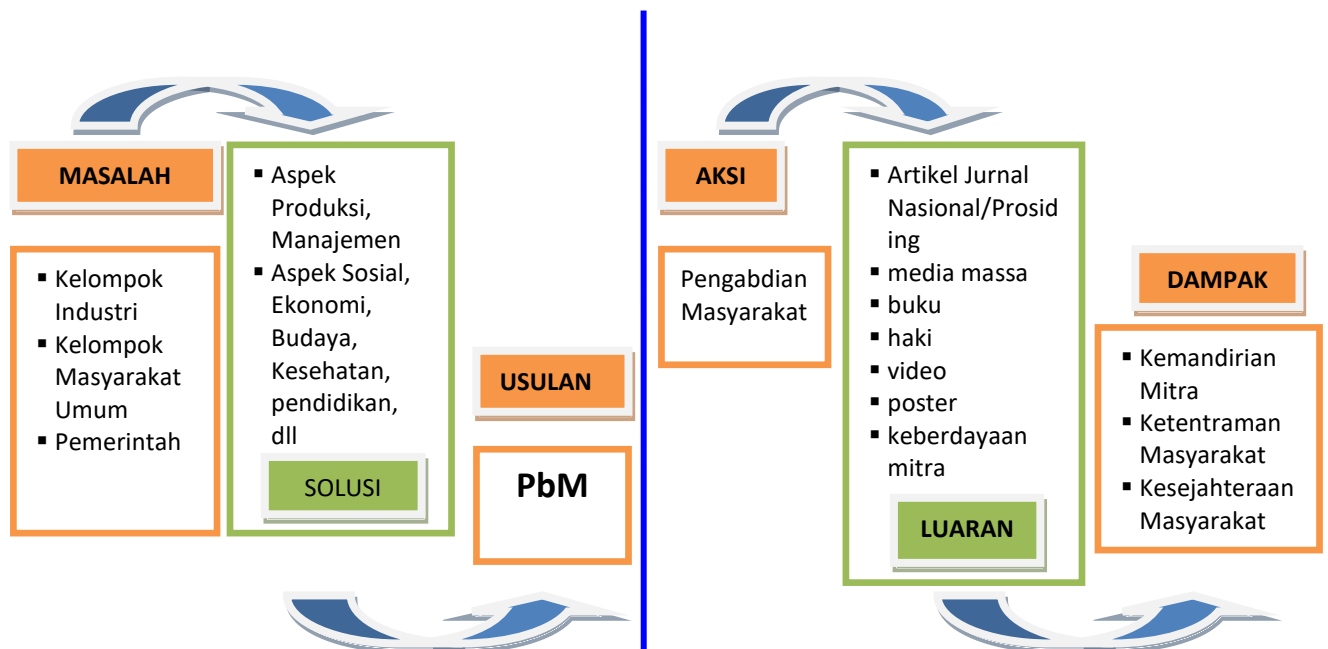 MASALAH
▪ Kelompok
Industri
▪ Kelompok
Masyarakat
Umum
▪ Pemerintah
▪ Aspek
Produksi,
Manajemen
▪ Aspek Sosial,
Ekonomi,
Budaya,
Kesehatan,
pendidikan,
dll
SOLUSI
USULAN
PbM
AKSI
Pengabdian
Masyarakat
▪ Artikel Jurnal
Nasional/Prosid
ing
▪ media massa
▪ buku
▪ haki
▪ video
▪ poster
▪ keberdayaan
mitra
LUARAN
DAMPAK
▪ Kemandirian
Mitra
▪ Ketentraman
Masyarakat
▪ Kesejahteraan
Masyarakat